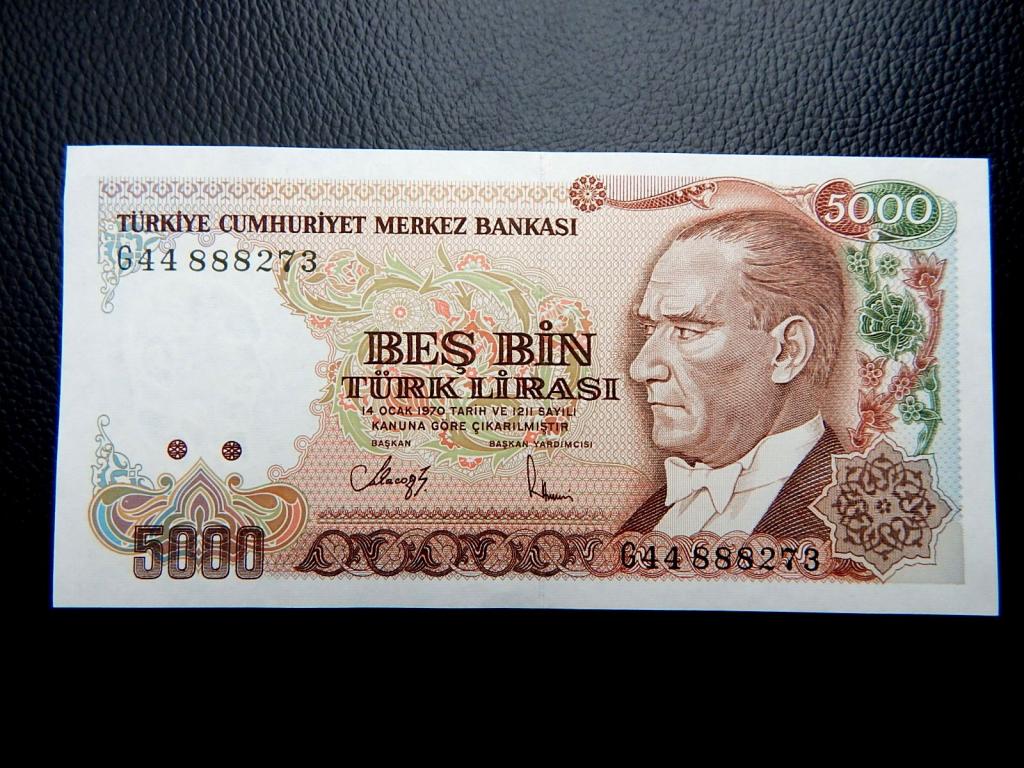 5000
TÜRKİYE CUMHURİYET MERKEZ BANKASI
G44 888273
BEŞ BİN
TÜRK LİRASI
14 OCAK 1970 TARİH VE 1211 SAYILI
KANUNA GÖRE ÇIKARILMIŞTIR
BAŞKAN BAŞKAN YARDIMCISI
5000
G44 888273